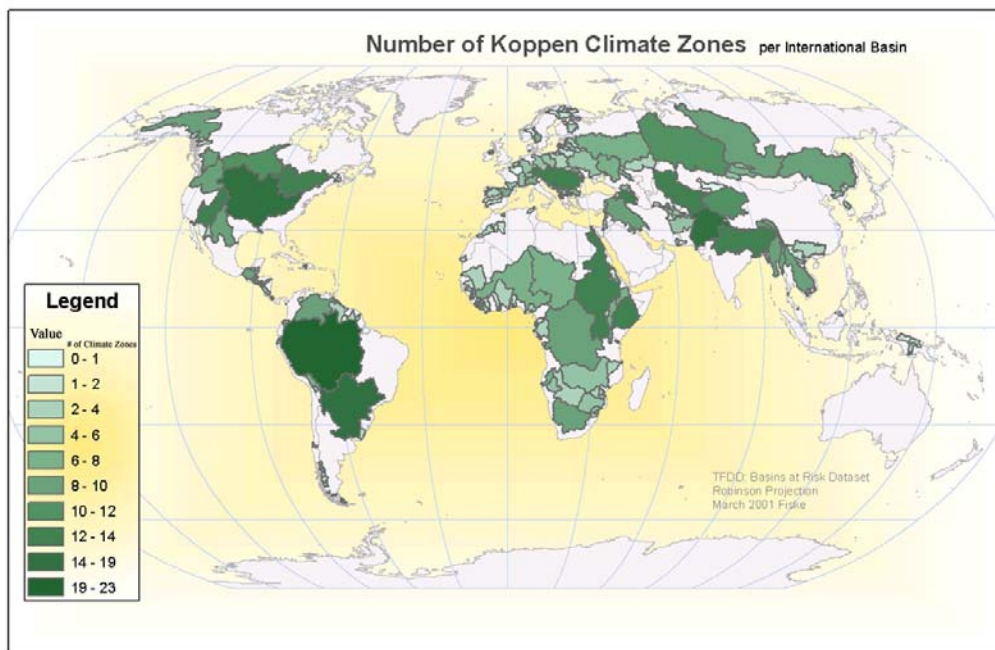 Number of Koppen Climate Zones per International Basin
Legend
Value
# of Climate Zones
0 - 1
1 - 2
2 - 4
4 - 6
6 - 8
8 - 10
10 - 12
12 - 14
14 - 19
19 - 23
TFDD: Basins at Risk Dataset
Robinson Projection
March 2001 Fiske